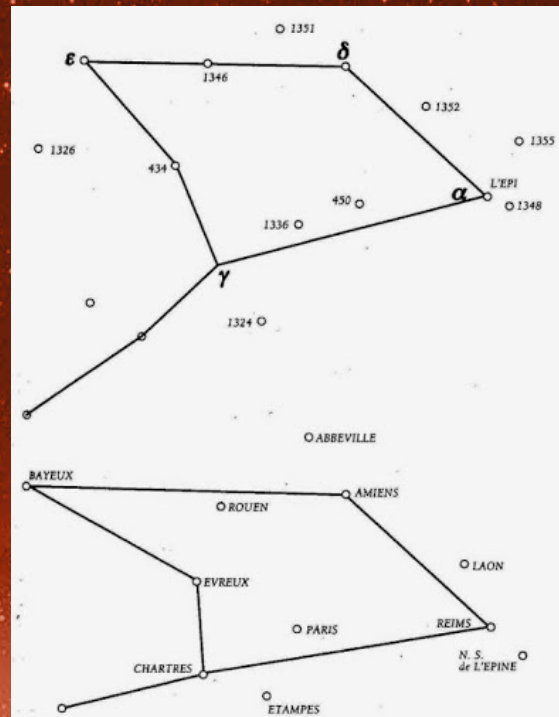 1351
ε
1346
δ
1352
1355
1326
434
L'EPI
α
450
1348
1336
γ
1324
ABBEVILLE
BAYEUX
AMIENS
ROUEN
LAON
EVREUX
PARIS
REIMS
N. S.
de L'EPINE
CHARTRES
ETAMPES